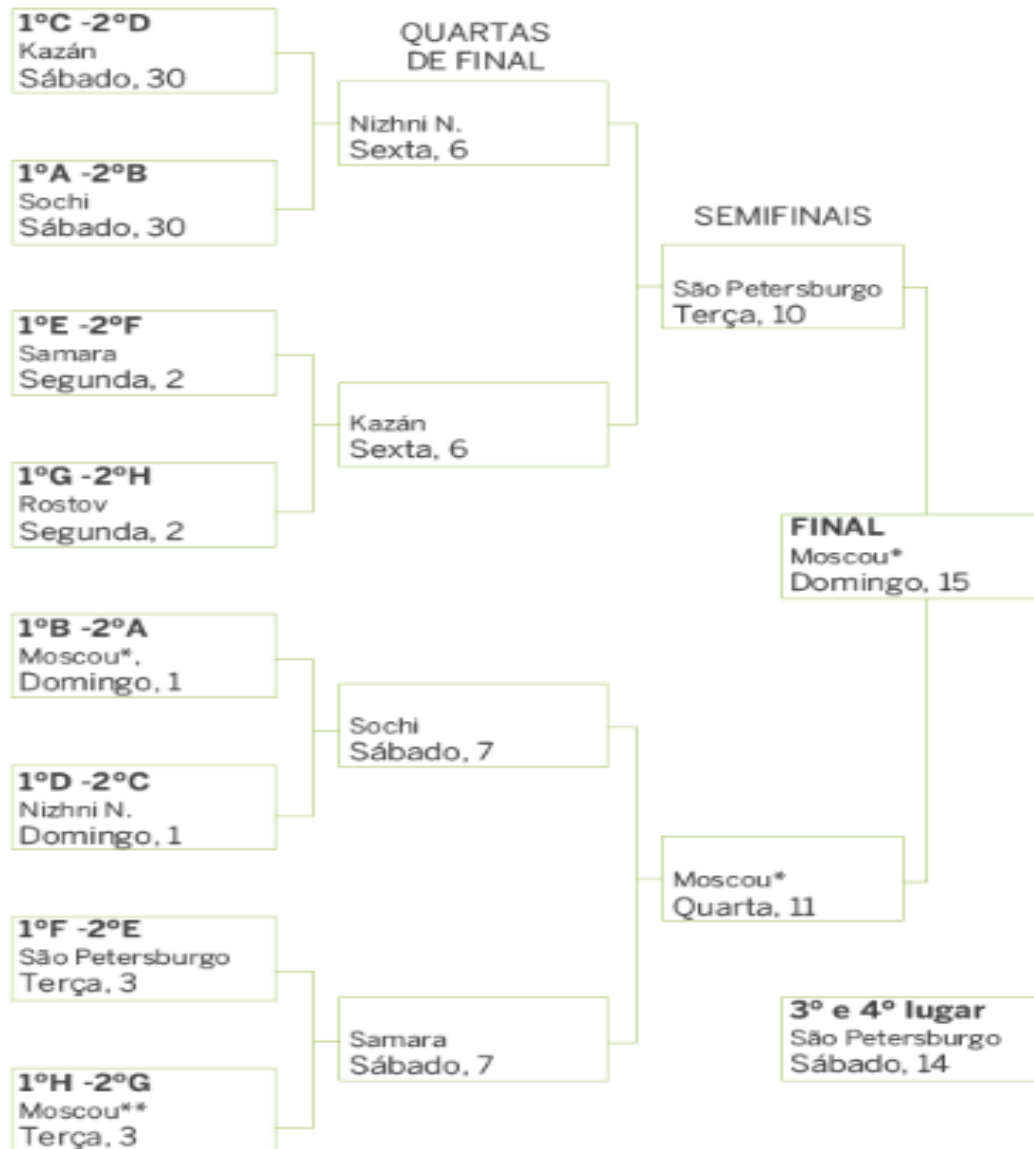 1ºC -2ºD
Kazán
Sábado, 30
1ºA -2ºB
Sochi
Sábado, 30
1ºE -2ºF
Samara
Segunda, 2
1ºG -2ºH
Rostov
Segunda, 2
1ºB -2ºA
Moscou*,
Domingo, 1
1ºD -2ºC
Nizhni N.
Domingo, 1
1ºF -2ºE
São Petersburgo
Terça, 3
1ºH -2ºG
Moscou**
Terça, 3
QUARTAS
DE FINAL
Nizhni N.
Sexta, 6
Kazán
Sexta, 6
Sochi
Sábado, 7
Samara
Sábado, 7
SEMIFINAIS
São Petersburgo
Terça, 10
Moscou*
Quarta, 11
FINAL
Moscou*
Domingo, 15
3º e 4º lugar
São Petersburgo
Sábado, 14